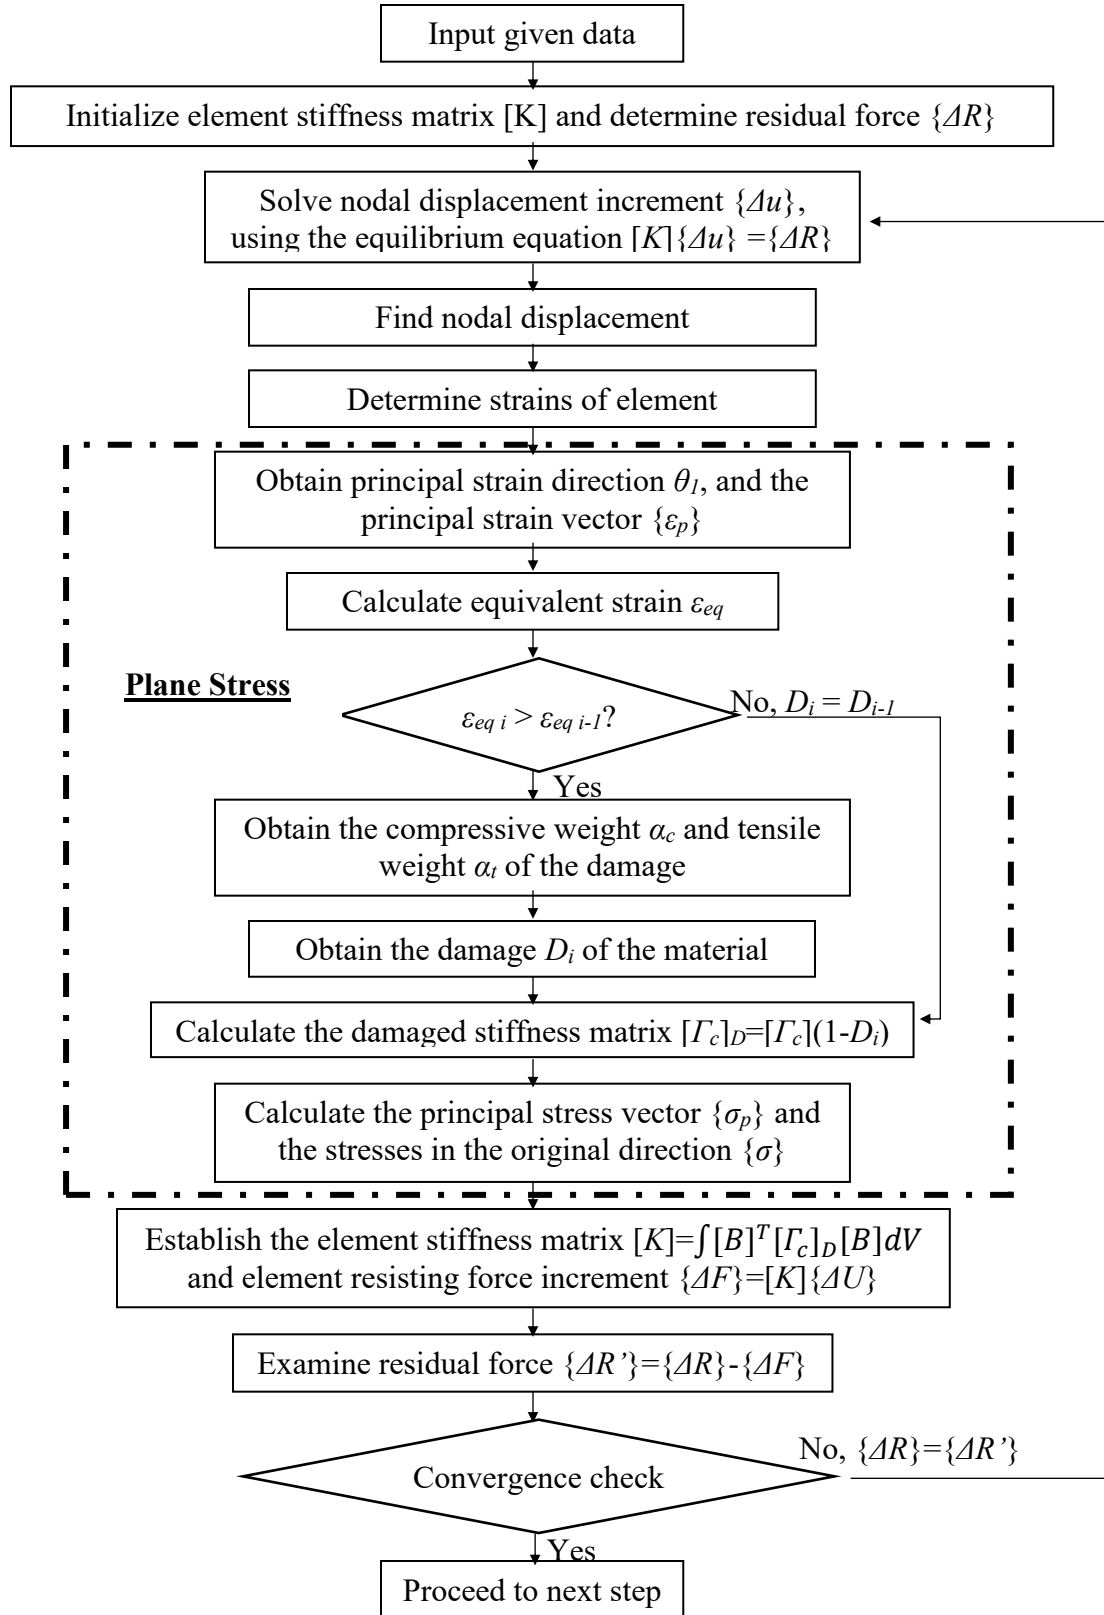 Input given data
Initialize element stiffness matrix [K] and determine residual force {ΔR}
Solve nodal displacement increment {Δu},
using the equilibrium equation [K]{Δu} ={ΔR}
Find nodal displacement
Determine strains of element
Obtain principal strain direction θ1, and the
principal strain vector {εp}
Calculate equivalent strain εeq
Plane Stress
εeq i > εeq i-1?
No, Di = Di-1
Yes
Obtain the compressive weight αc and tensile
weight αt of the damage
Obtain the damage Di of the material
Calculate the damaged stiffness matrix [Γc]D=[Γc](1-Di)
Calculate the principal stress vector {σp} and
the stresses in the original direction {σ}
Establish the element stiffness matrix [K]=∫[B]^T[Γc]D[B]dV
and element resisting force increment {ΔF}=[K]{ΔU}
Examine residual force {ΔR’}={ΔR}-{ΔF}
No, {ΔR}={ΔR’}
Convergence check
Yes
Proceed to next step